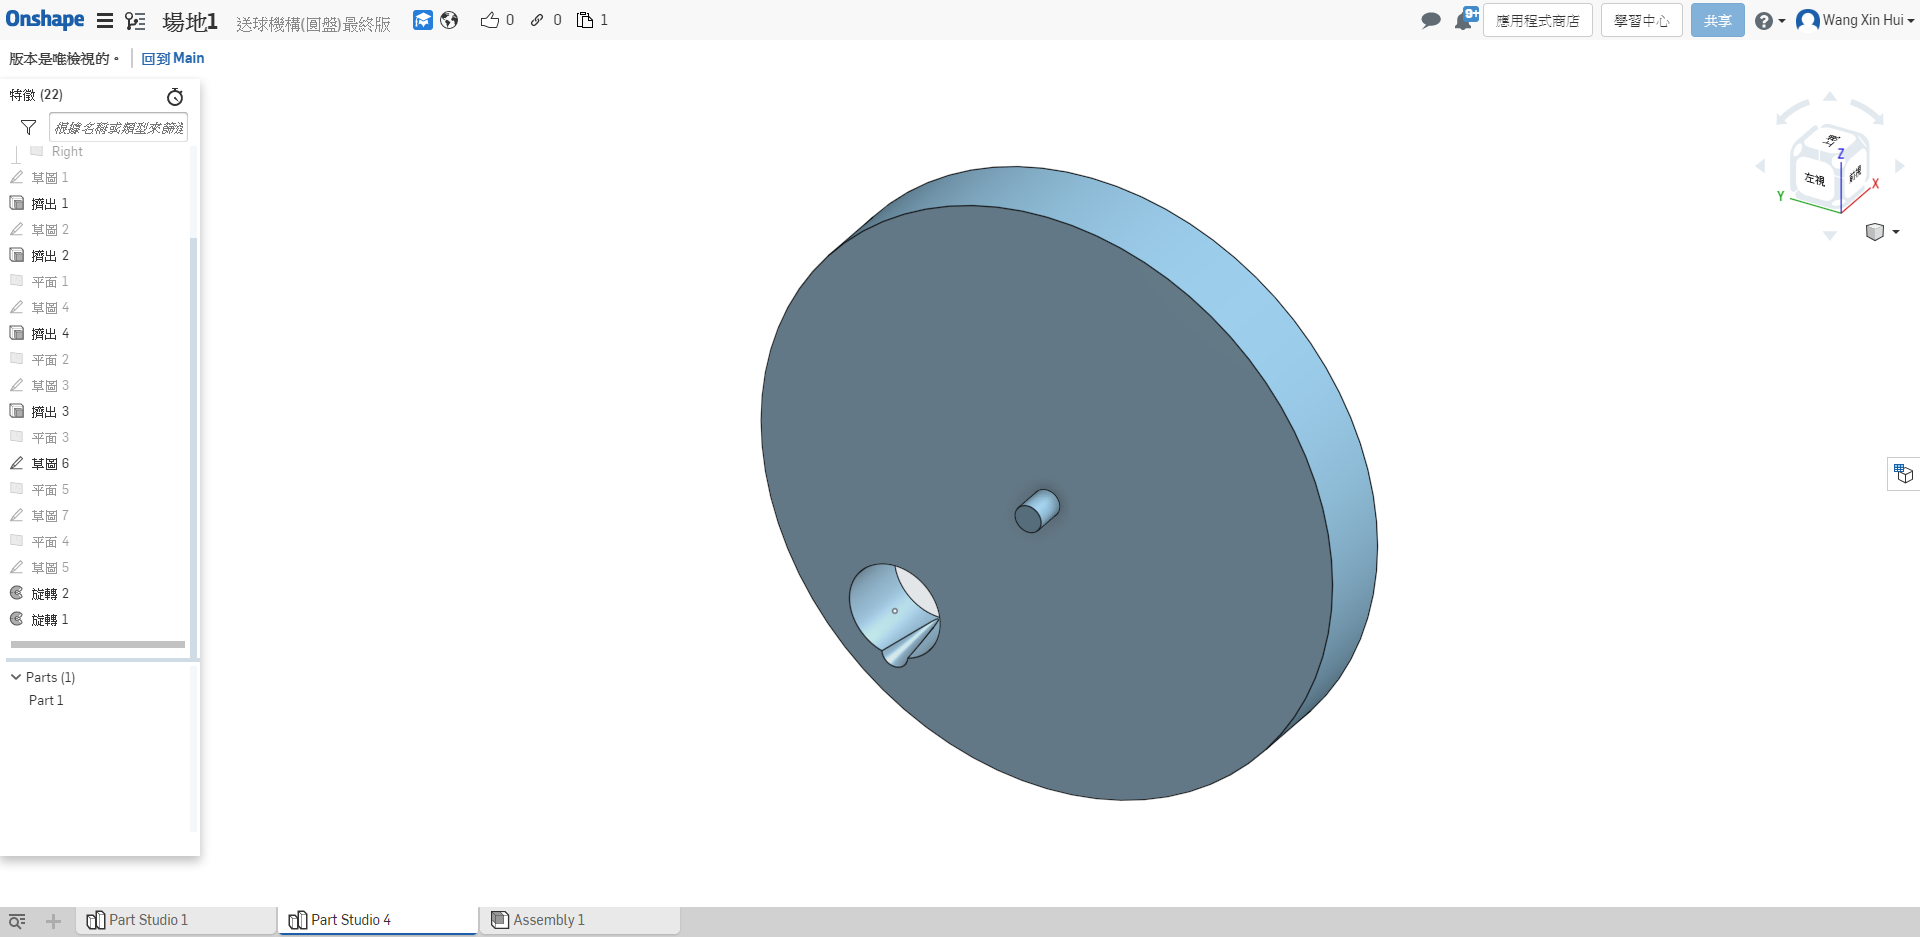 Onshape 場地1 送球機構(圓盤)最終版 0 0 1 9+ 應用程式商店 學習中心 共享 Wang Xin Hui
版本是唯檢視的。 回到 Main
特徵 (22)
根據名稱或類型來篩選
Right
草圖 1
擠出 1
草圖 2
擠出 2
平面 1
草圖 4
擠出 4
平面 2
草圖 3
擠出 3
平面 3
草圖 6
平面 5
草圖 7
平面 4
草圖 5
旋轉 2
旋轉 1
Parts (1)
Part 1
Z
左視
前視
Y
X
Part Studio 1 Part Studio 4 Assembly 1